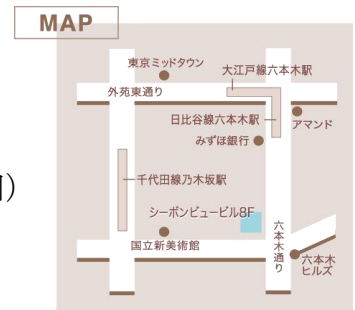 MAP
東京ミッドタウン
大江戸線六本木駅
外苑東通り
日比谷線六本木駅
アマンド
みずほ銀行
千代田線乃木坂駅
シーボンビュービル8F
国立新美術館
六本木通り
六本木
ヒルズ